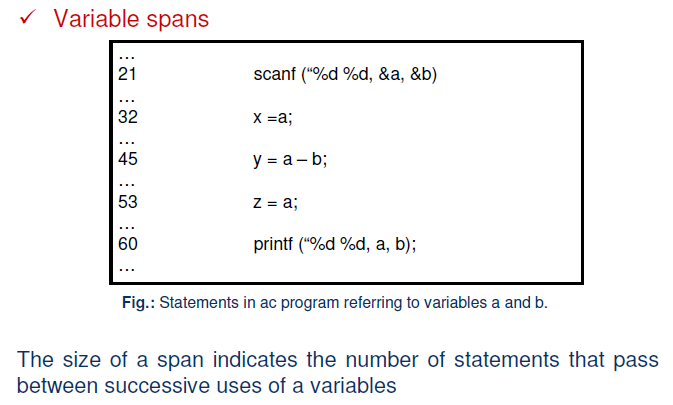 ✓ Variable spans
...
21 scanf (“%d %d, &a, &b)
...
32 x =a;
...
45 y = a – b;
...
53 z = a;
...
60 printf (“%d %d, a, b);
...
Fig.: Statements in ac program referring to variables a and b.
The size of a span indicates the number of statements that pass
between successive uses of a variables